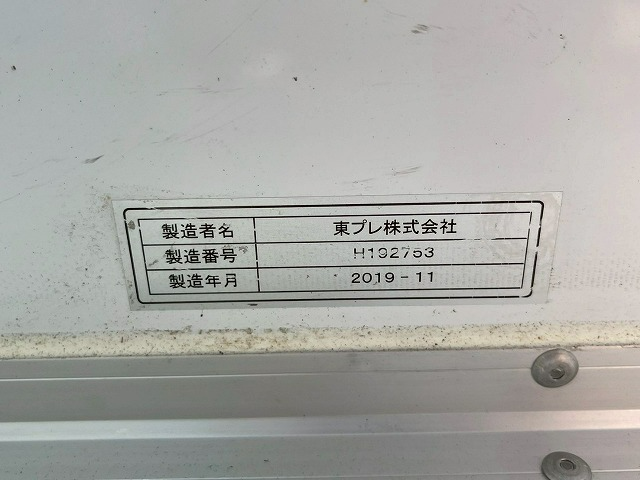 製造者名 東プレ株式会社
製造番号 H192753
製造年月 2019-11